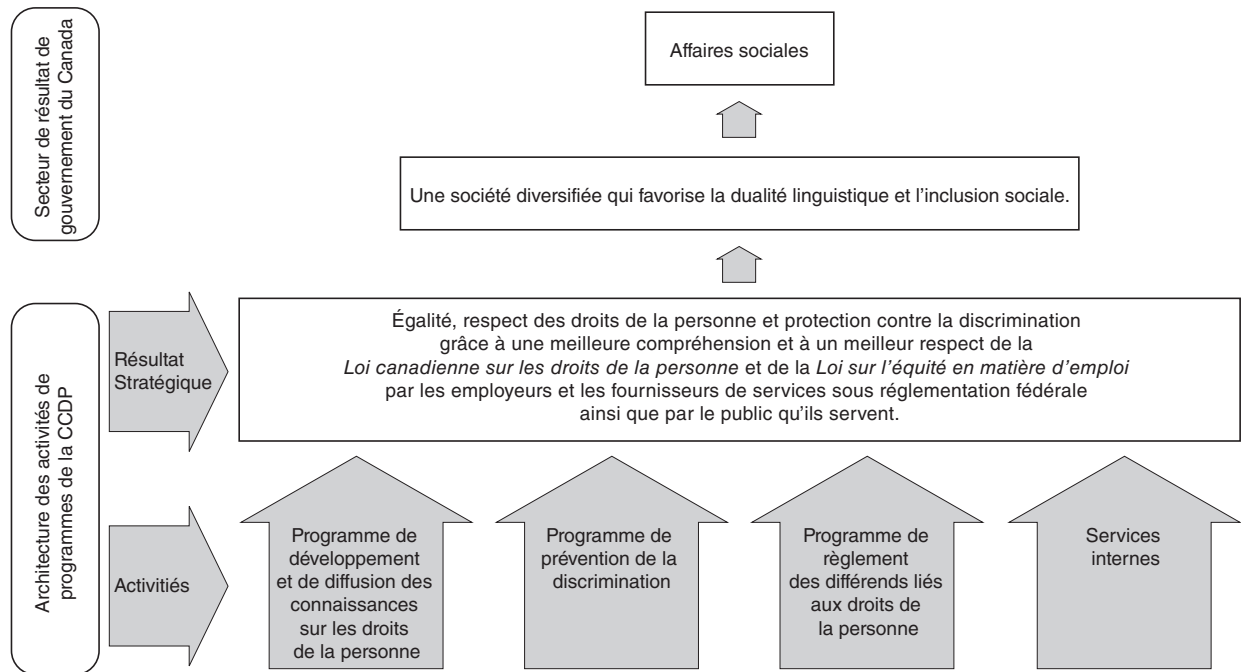 Secteur de résultat de
gouvernement du Canada
Affaires sociales
Une société diversifiée qui favorise la dualité linguistique et l’inclusion sociale.
Architecture des activités de
programmes de la CCDP
Résultat
Stratégique
Égalité, respect des droits de la personne et protection contre la discrimination
grâce à une meilleure compréhension et à un meilleur respect de la
Loi canadienne sur les droits de la personne et de la Loi sur l’équité en matière d’emploi
par les employeurs et les fournisseurs de services sous réglementation fédérale
ainsi que par le public qu’ils servent.
Activitiés
Programme de
développement
et de diffusion des
connaissances
sur les droits
de la personne
Programme de
prévention de la
discrimination
Programme de
règlement
des différends liés
aux droits de
la personne
Services
internes